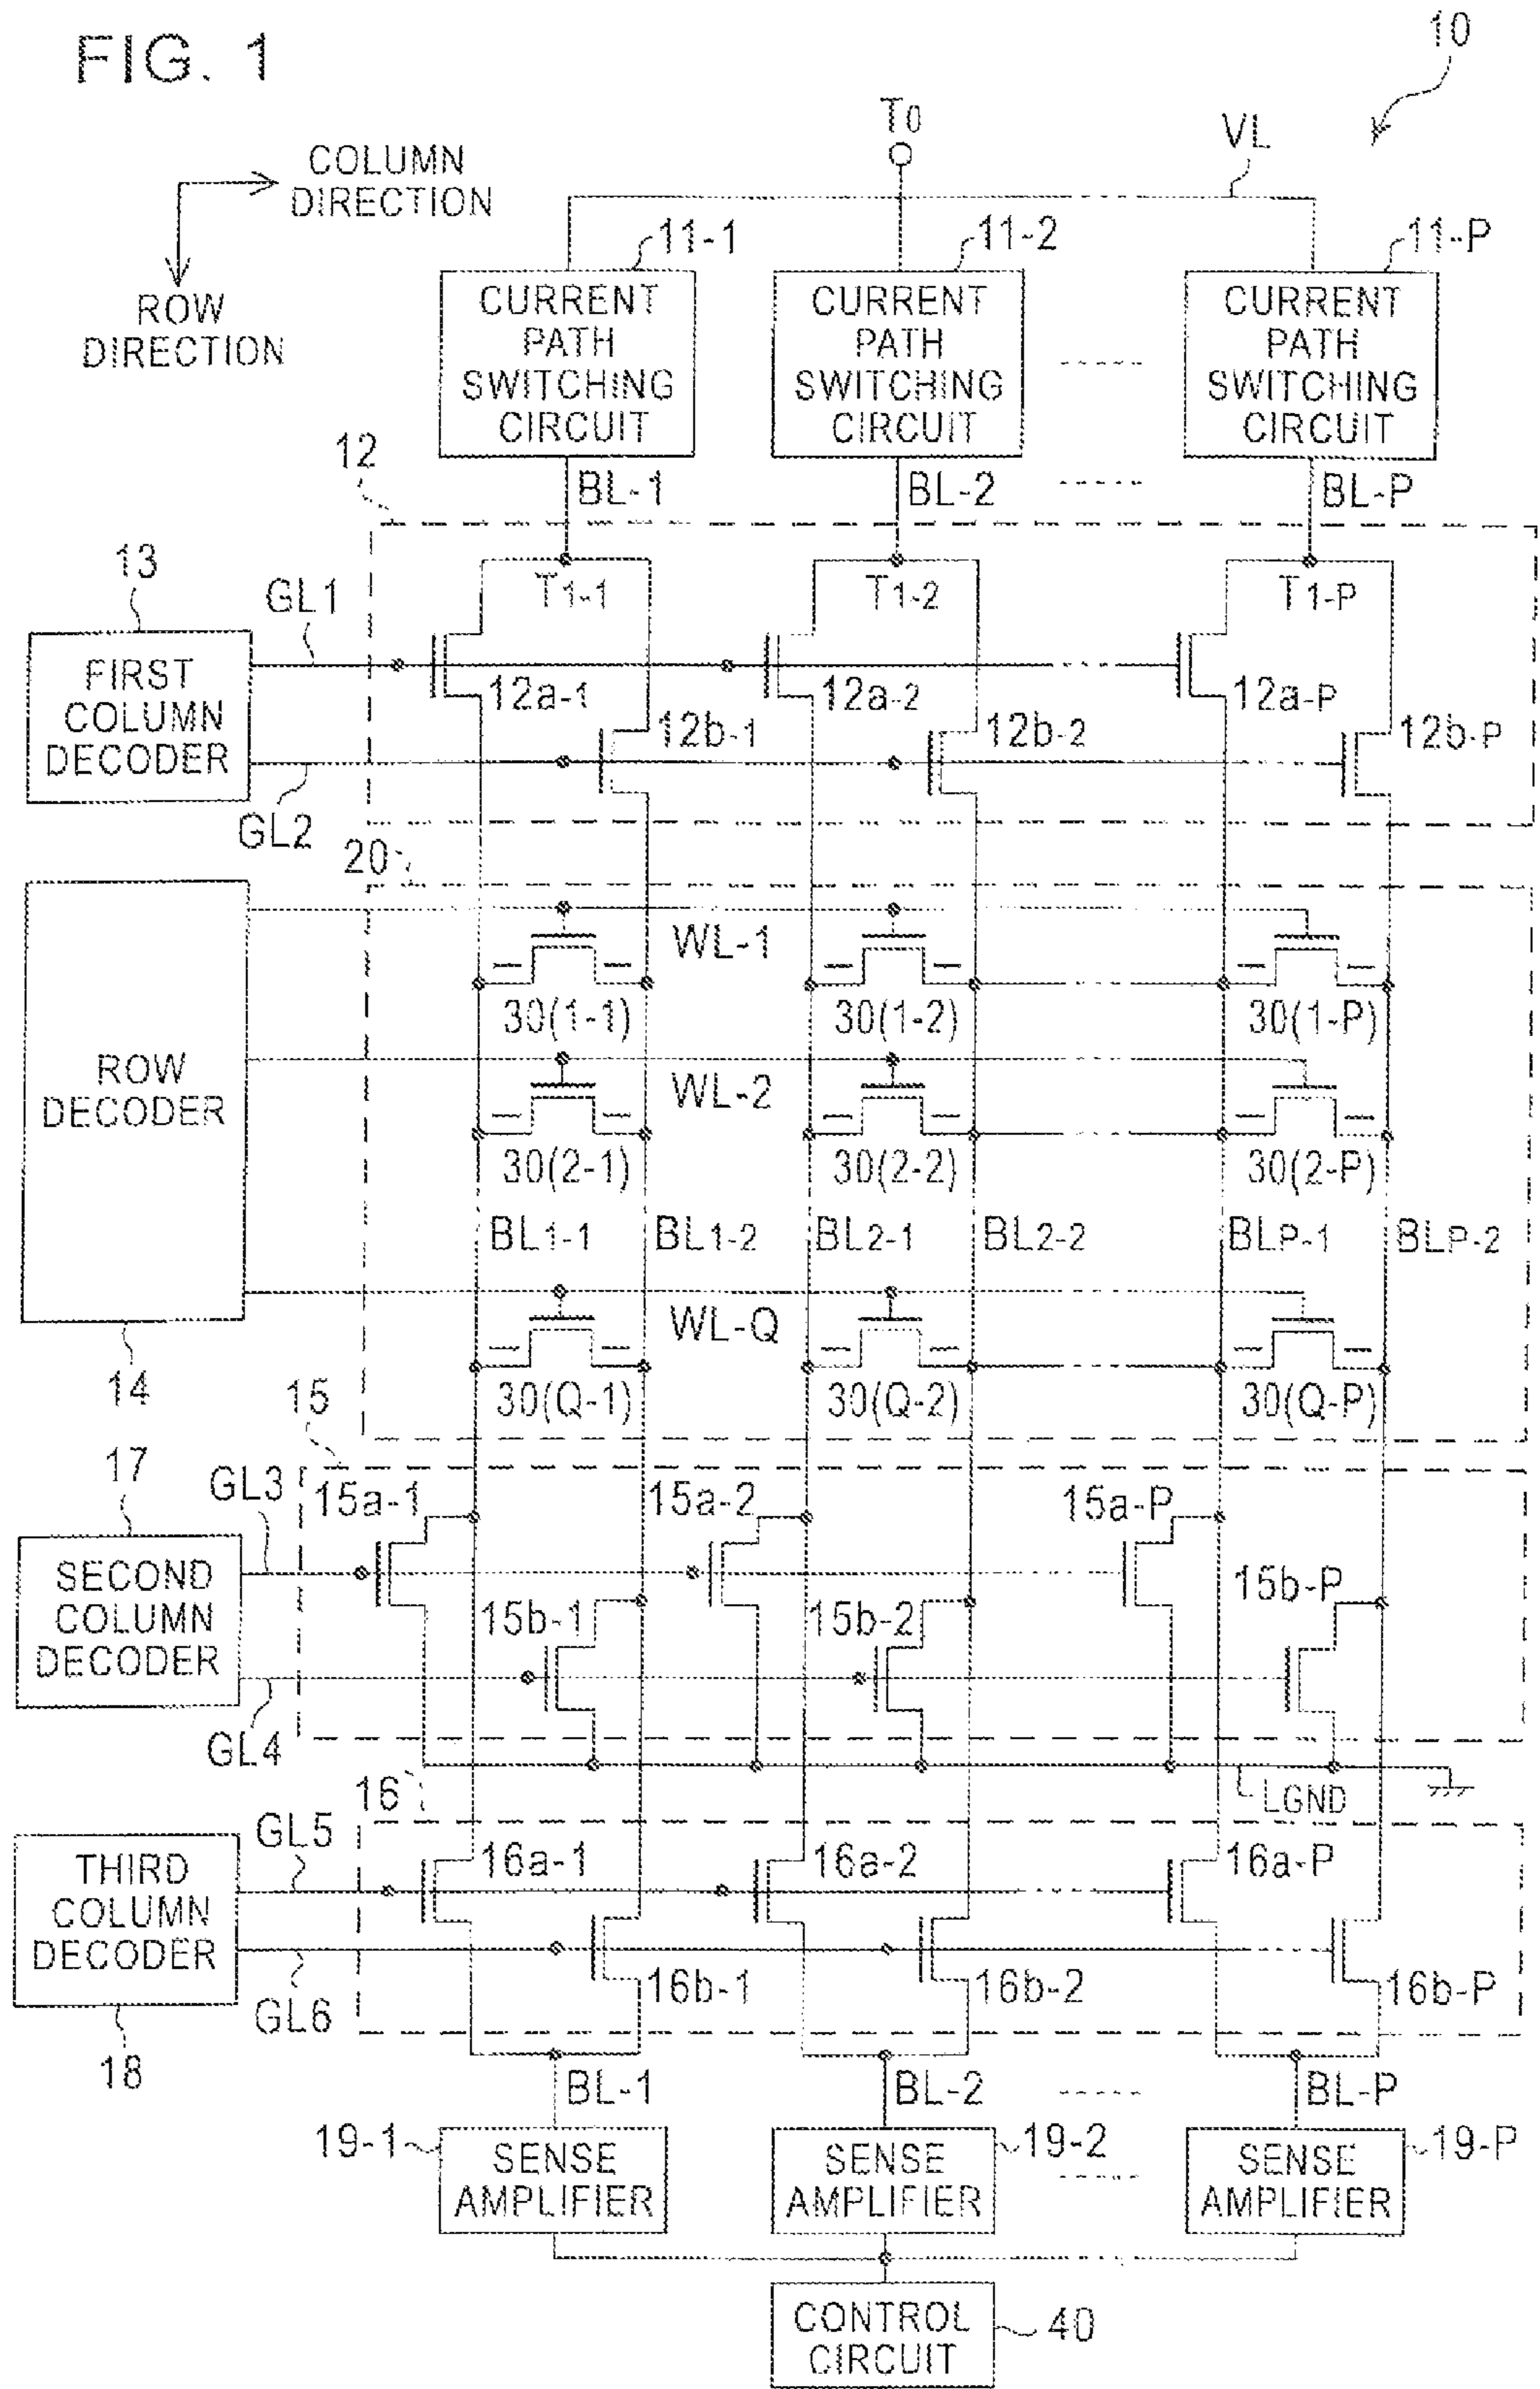 FIG. 1
10
T0
VL
COLUMN
DIRECTION
ROW
DIRECTION
11-1
11-2
11-P
CURRENT
PATH
SWITCHING
CIRCUIT
CURRENT
PATH
SWITCHING
CIRCUIT
CURRENT
PATH
SWITCHING
CIRCUIT
12
BL-1
BL-2
BL-P
13
GL1
T1-1
T1-2
T1-P
FIRST
COLUMN
DECODER
12a-1
12a-2
12a-P
12b-1
12b-2
12b-P
GL2
20
WL-1
30(1-1)
30(1-2)
30(1-P)
ROW
DECODER
WL-2
30(2-1)
30(2-2)
30(2-P)
BL1-1
BL1-2
BL2-1
BL2-2
BLP-1
BLP-2
WL-Q
14
30(Q-1)
30(Q-2)
30(Q-P)
15
17
GL3
15a-1
15a-2
15a-P
SECOND
COLUMN
DECODER
15b-1
15b-2
15b-P
GL4
16
LGND
GL5
THIRD
COLUMN
DECODER
16a-1
16a-2
16a-P
16b-1
16b-2
16b-P
GL6
18
BL-1
BL-2
BL-P
19-1
SENSE
AMPLIFIER
19-2
SENSE
AMPLIFIER
19-P
SENSE
AMPLIFIER
CONTROL
CIRCUIT
40